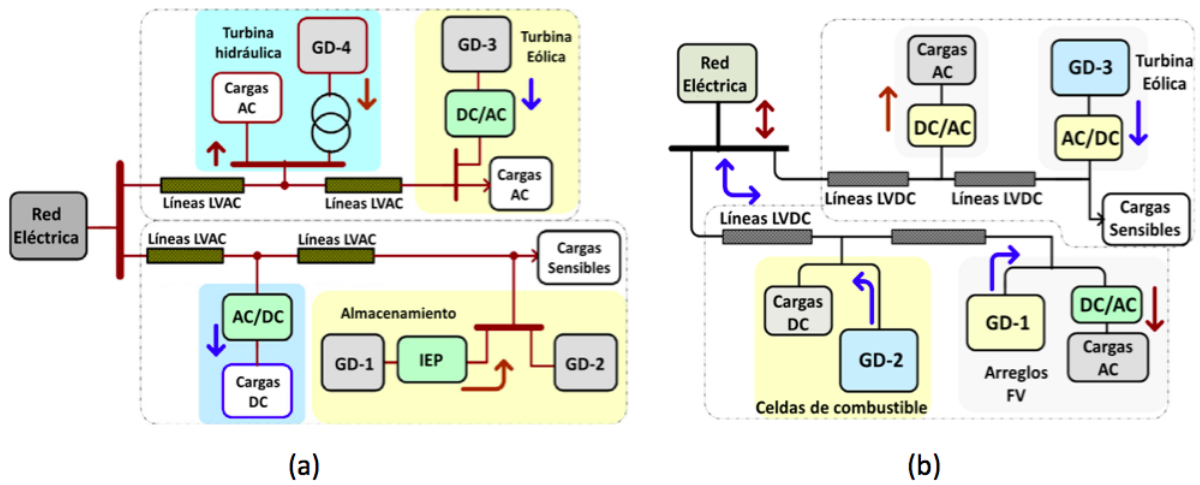 Turbina
hidráulica
GD-4
Cargas
AC
GD-3
Turbina
Eólica
DC/AC
Cargas
AC
Líneas LVAC
Líneas LVAC
Red
Eléctrica
Líneas LVAC
Líneas LVAC
Cargas
Sensibles
AC/DC
Cargas
DC
Almacenamiento
GD-1
IEP
GD-2
(a)
Red
Eléctrica
Cargas
AC
DC/AC
GD-3
Turbina
Eólica
AC/DC
Líneas LVDC
Líneas LVDC
Cargas
Sensibles
Líneas LVDC
Cargas
DC
GD-2
Celdas de combustible
GD-1
Arreglos
FV
DC/AC
Cargas
AC
(b)